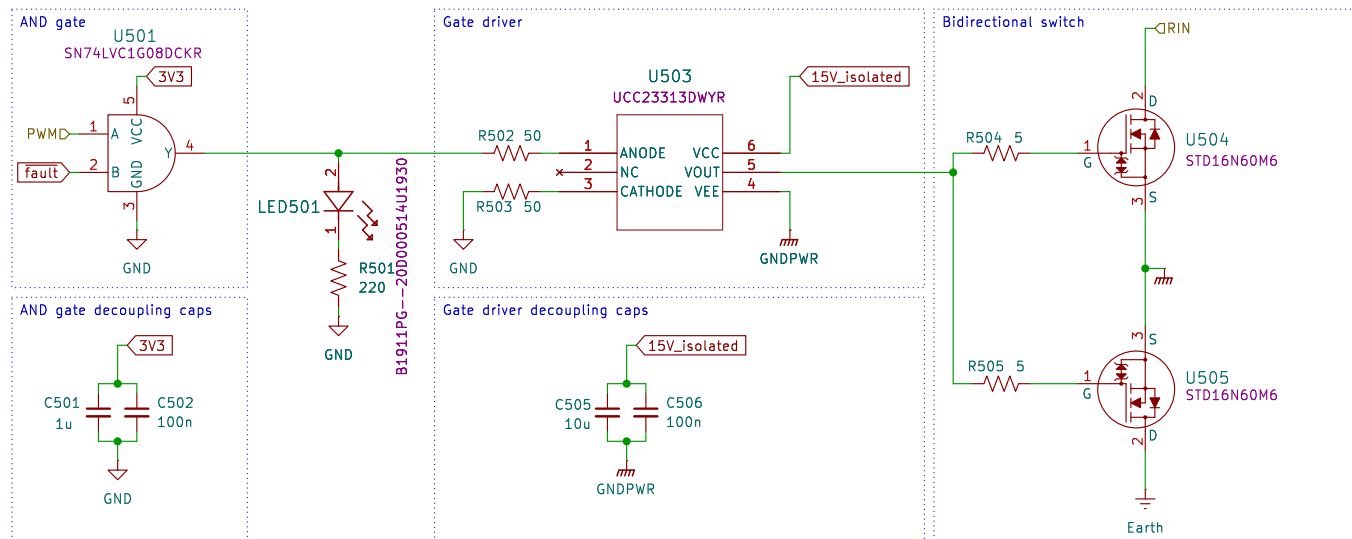 AND gate
U501
SN74LVC1G08DCKR
3V3
5
PWM
1
A
VCC
Y
4
fault
2
B
GND
3
GND
2
LED501
1
B1911PG--20D000514U1930
R501
220
GND
Gate driver
U503
UCC23313DWYR
15V_isolated
R502 50
1
ANODE
VCC
6
2
NC
VOUT
5
3
CATHODE
VEE
4
R503 50
GND
GNDPWR
Bidirectional switch
RIN
2
D
R504 5
1
G
U504
STD16N60M6
3
S
3
S
R505 5
1
G
U505
STD16N60M6
2
D
Earth
AND gate decoupling caps
3V3
C501
1u
C502
100n
GND
Gate driver decoupling caps
15V_isolated
C505
10u
C506
100n
GNDPWR